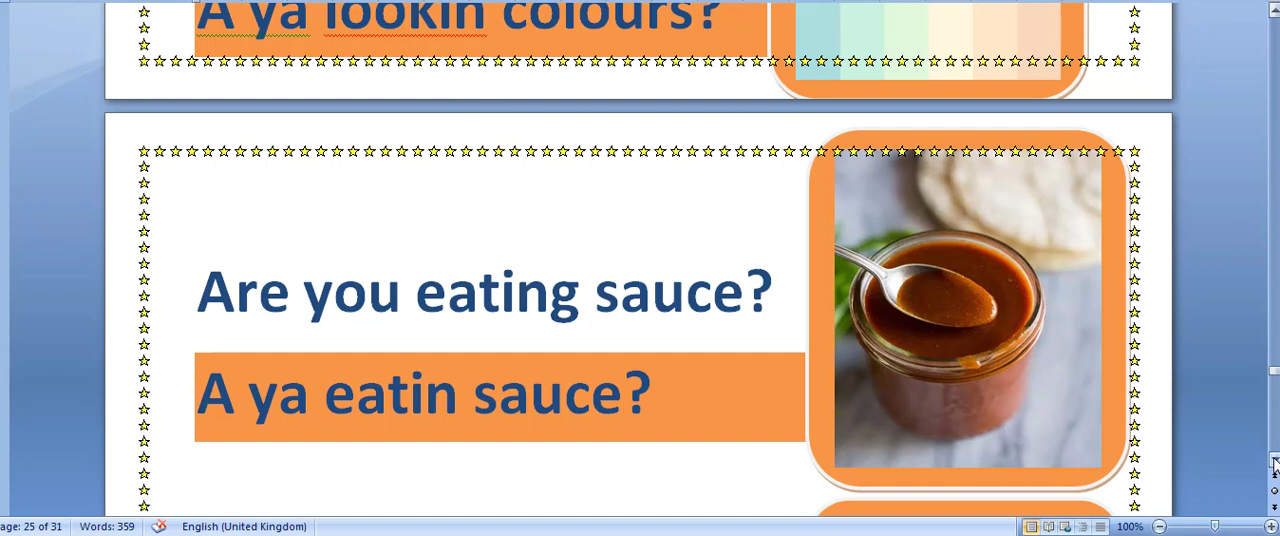 A ya lookin colours?
Are you eating sauce?
A ya eatin sauce?
age: 25 of 31 Words: 359 English (United Kingdom) 100%